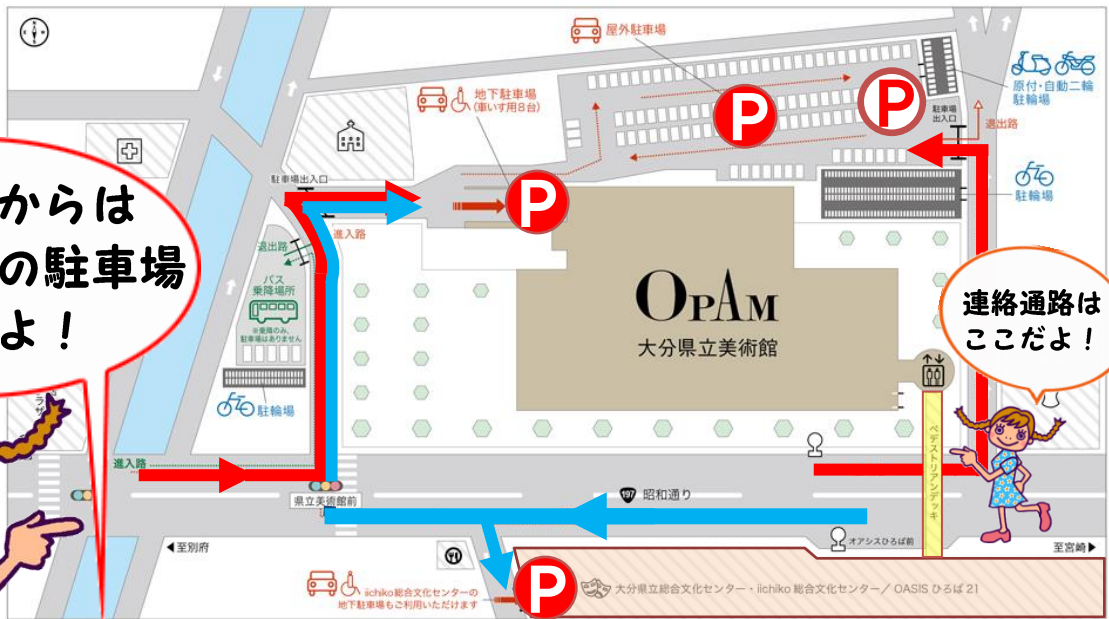 屋外駐車場
地下駐車場
(車いす用8台)
原付・自動二輪
駐輪場
駐車場
出入口
退出路
P
P
P
駐車場出入口
駐輪場
からは
の駐車場
よ！
進入路
退出路
バス
乗降場所
※乗降のみ、
駐車場はありません
駐輪場
OPAM
大分県立美術館
連絡通路は
ここだよ！
ペデストリアンデッキ
進入路
県立美術館前
197 昭和通り
◀至別府
オアシスひろば前
至宮崎▶
iichiko 総合文化センターの
地下駐車場もご利用いただけます
P
大分県立総合文化センター・iichiko 総合文化センター／OASIS ひろば 21